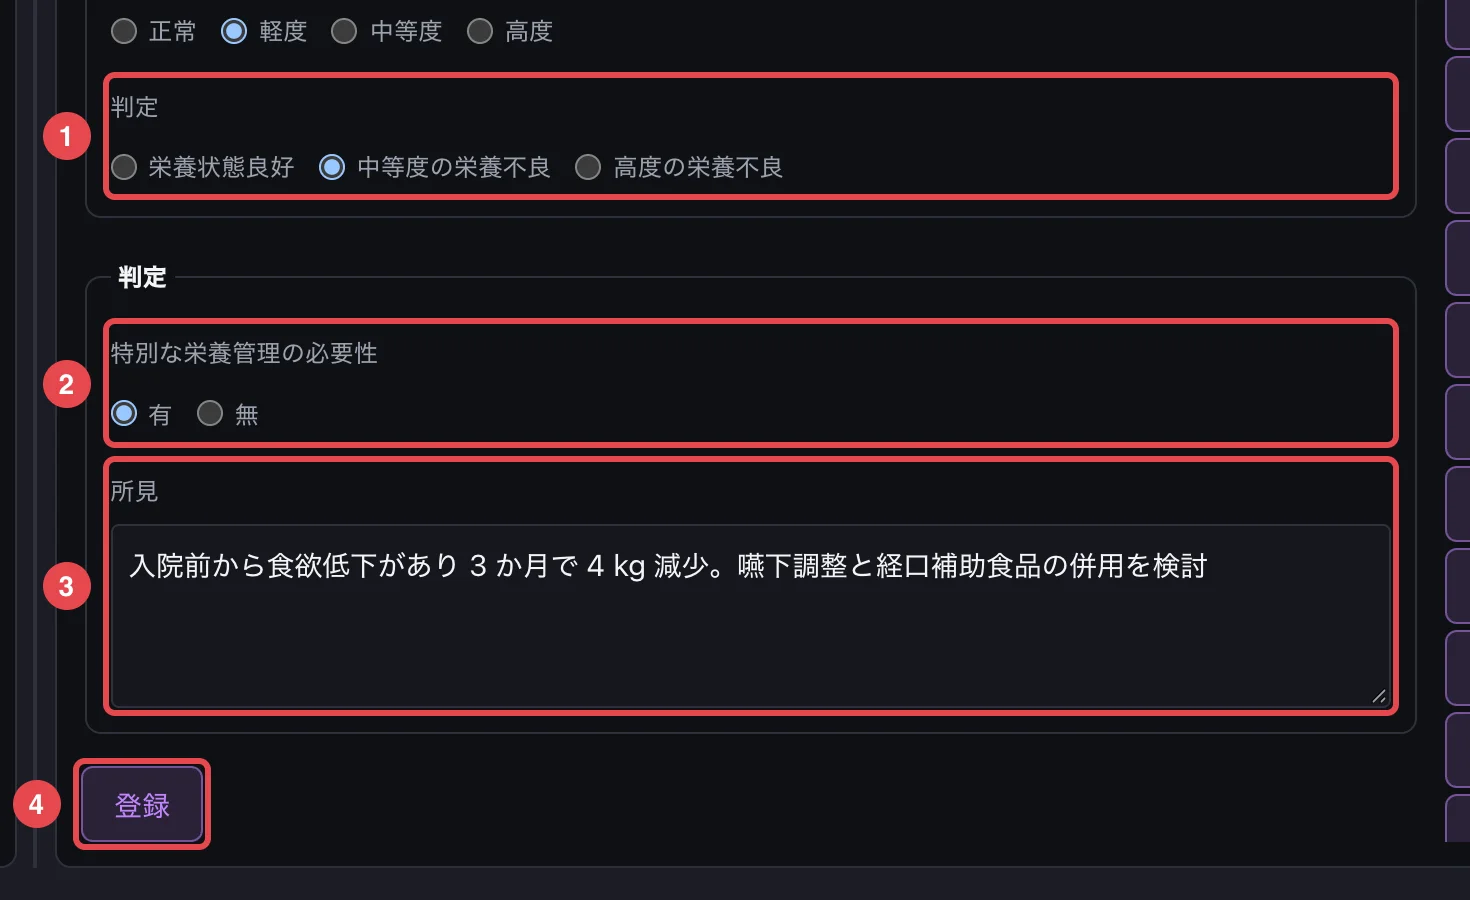 正常 軽度 中等度 高度
1
判定
栄養状態良好 中等度の栄養不良 高度の栄養不良
判定
2
特別な栄養管理の必要性
有 無
所見
3
入院前から食欲低下があり 3 か月で 4 kg 減少。嚥下調整と経口補助食品の併用を検討
4
登録